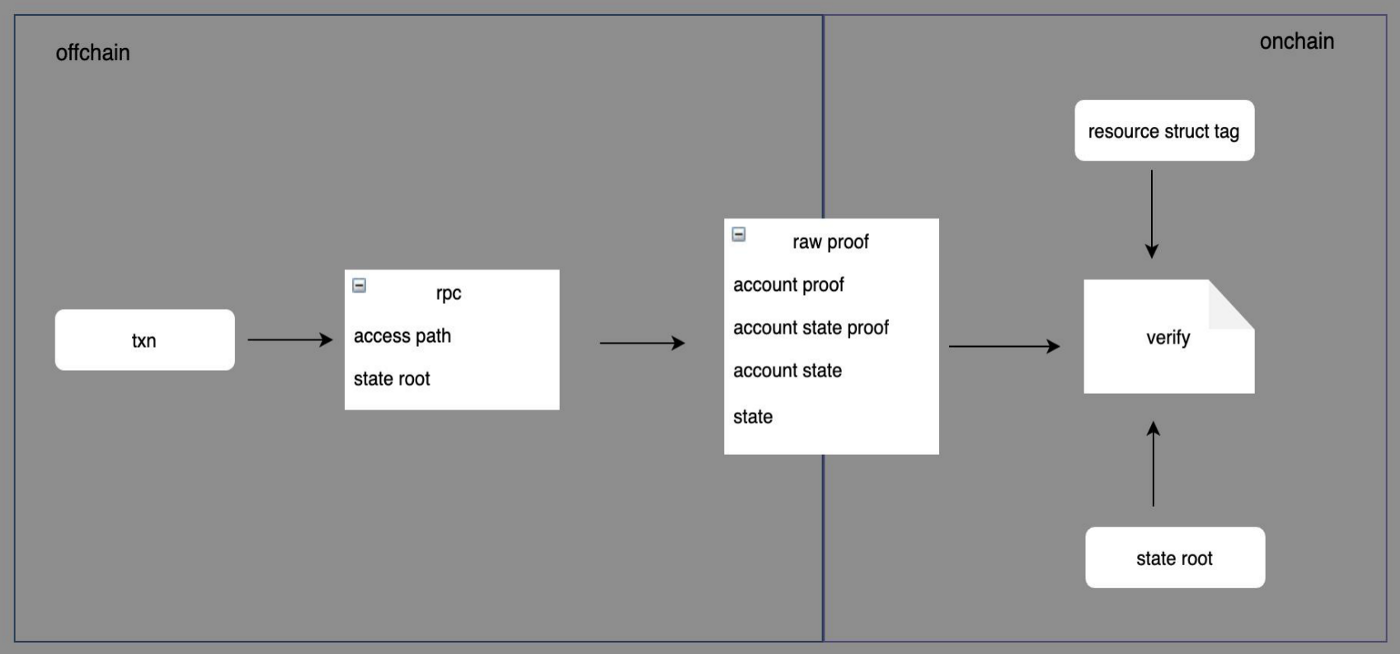 offchain
onchain
txn
rpc
access path
state root
raw proof
account proof
account state proof
account state
state
resource struct tag
verify
state root